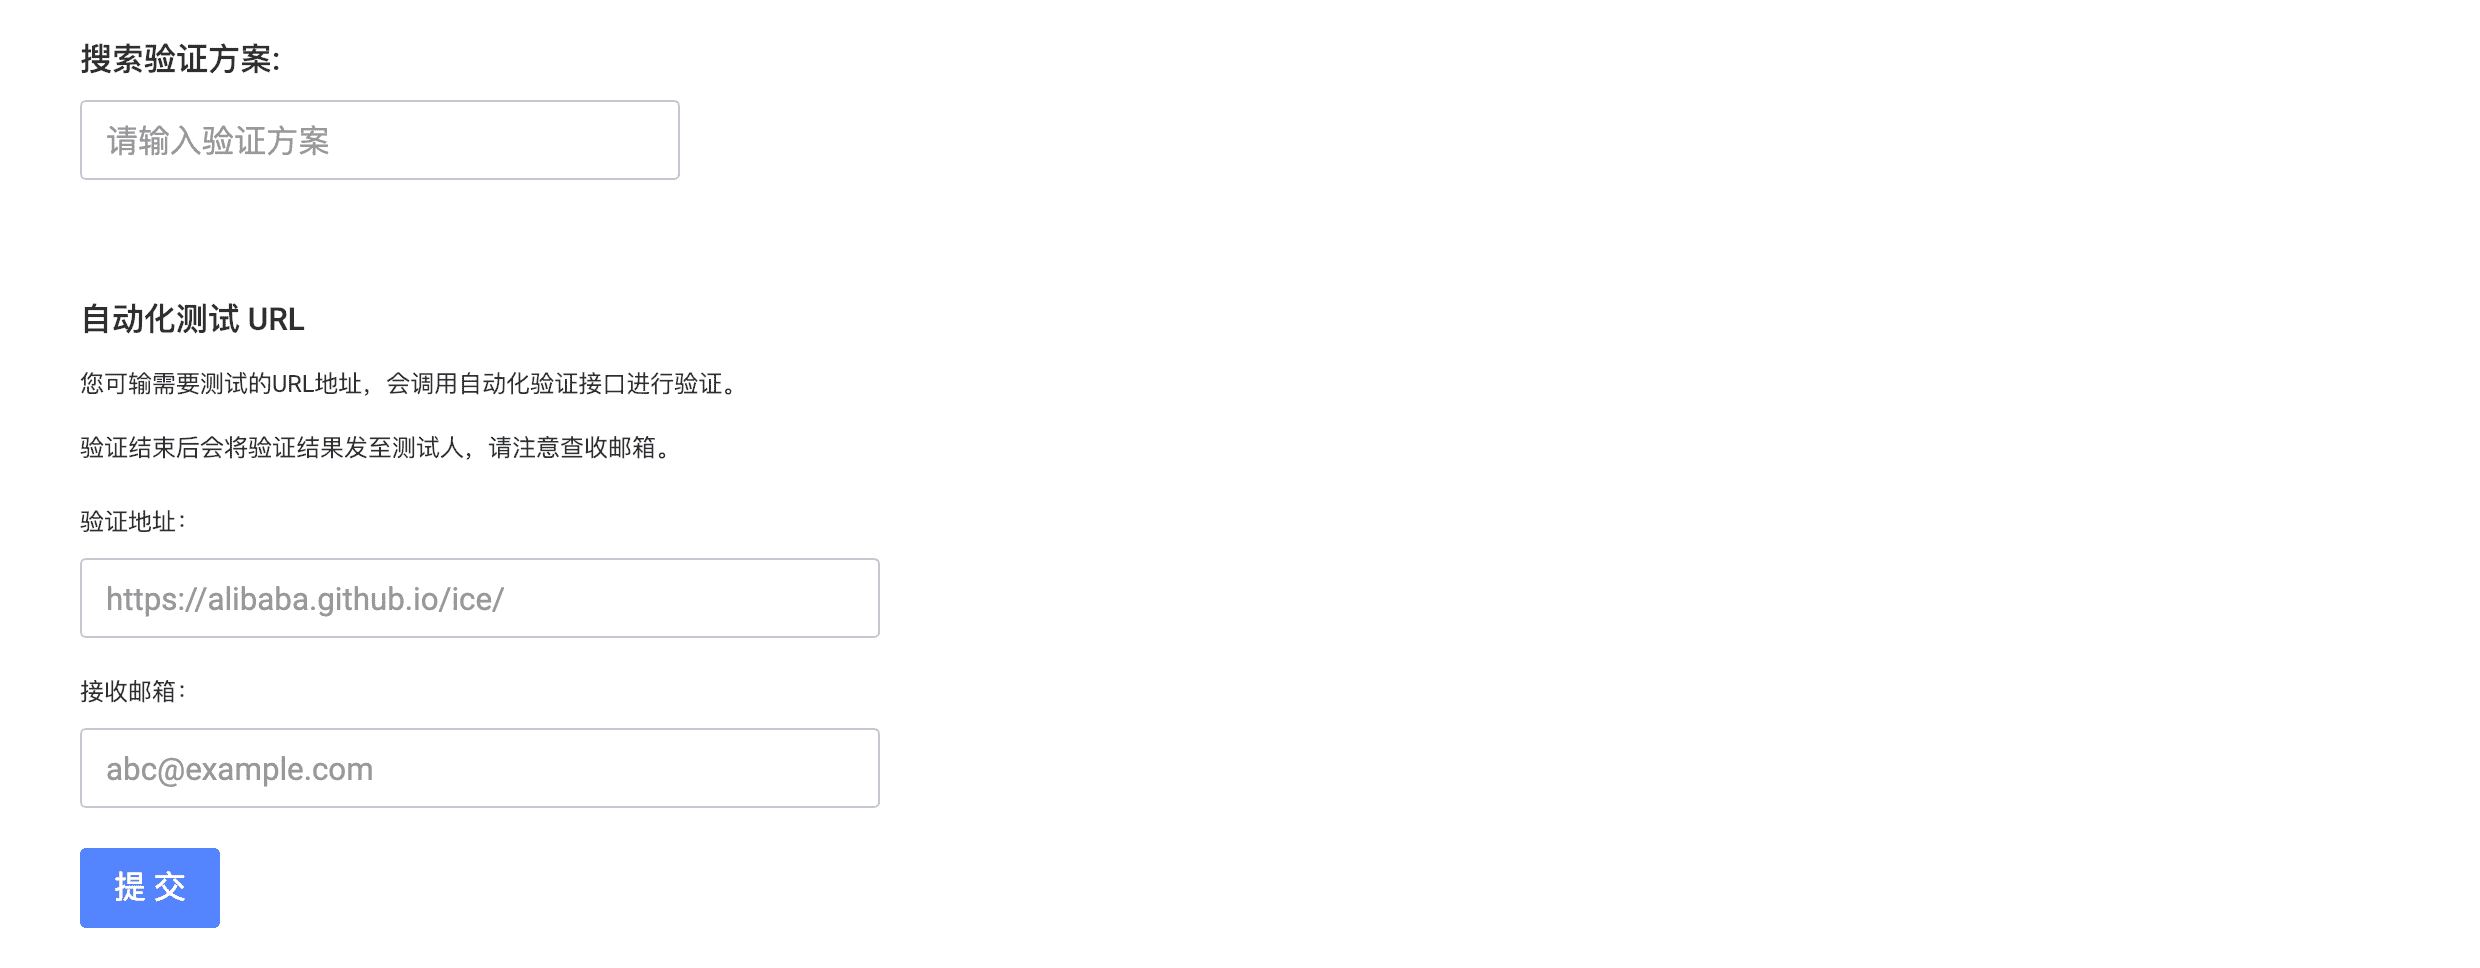 搜索验证方案:
请输入验证方案
自动化测试 URL
您可输需要测试的URL地址，会调用自动化验证接口进行验证。
验证结束后会将验证结果发至测试人，请注意查收邮箱。
验证地址：
https://alibaba.github.io/ice/
接收邮箱：
abc@example.com
提 交